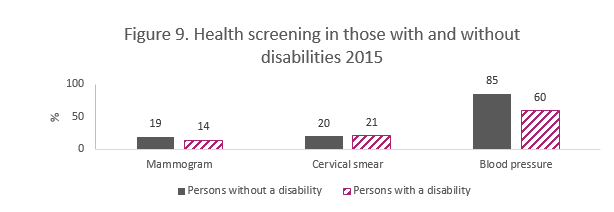 Figure 9. Health screening in those with and without
disabilities 2015
100
50
0
%
19
14
20
21
85
60
Mammogram
Cervical smear
Blood pressure
Persons without a disability
Persons with a disability